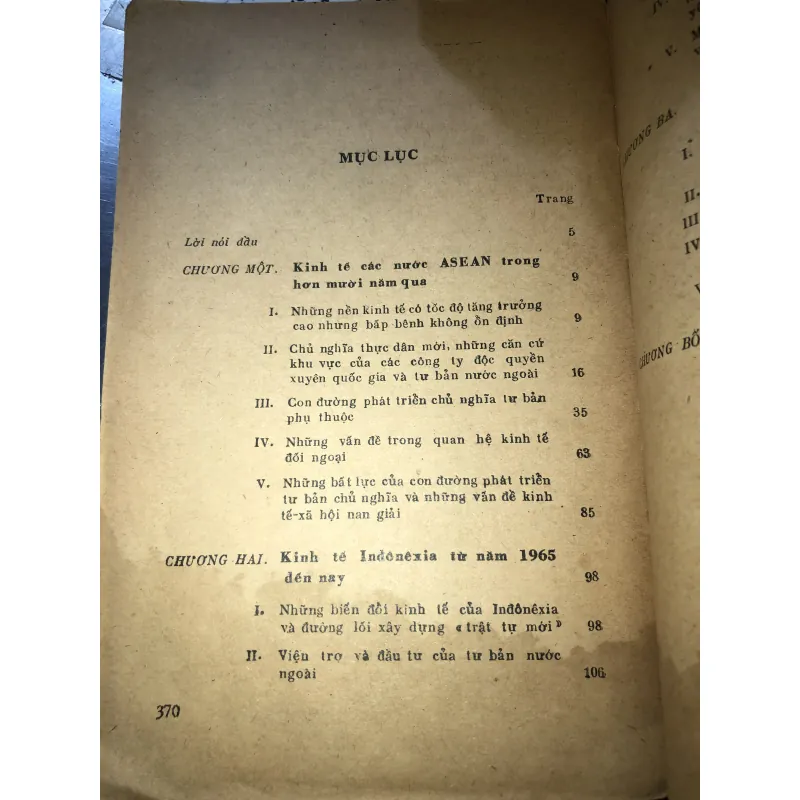 MỤC LỤC
Trang
Lời nói đầu 5
CHƯƠNG MỘT. Kinh tế các nước ASEAN trong
hơn mười năm qua 9
I. Những nền kinh tế có tốc độ tăng trưởng
cao nhưng bấp bênh không ổn định 9
II. Chủ nghĩa thực dân mới, những căn cứ
khu vực của các công ty độc quyền
xuyên quốc gia và tư bản nước ngoài 16
III. Con đường phát triển chủ nghĩa tư bản
phụ thuộc 35
IV. Những vấn đề trong quan hệ kinh tế
đối ngoại 63
V. Những bất lực của con đường phát triển
tư bản chủ nghĩa và những vấn đề kinh
tế-xã hội nan giải 85
CHƯƠNG HAI. Kinh tế Inđônêxia từ năm 1965
đến nay 98
I. Những biến đổi kinh tế của Inđônêxia
và đường lối xây dựng « trật tự mới » 98
II. Viện trợ và đầu tư của tư bản nước
ngoài 106
370
IV.
V.
CHƯƠNG BA.
I.
II.
III
IV
CHƯƠNG BỐ